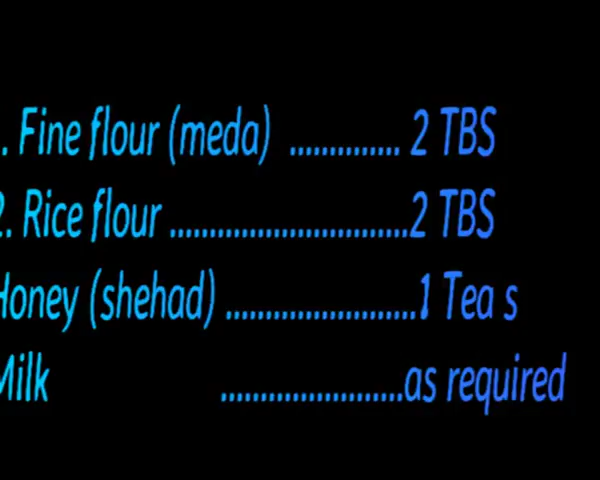 . Fine flour (meda) .............. 2 TBS
2. Rice flour ..............................2 TBS
Honey (shehad) ........................1 Tea s
Milk .......................as required